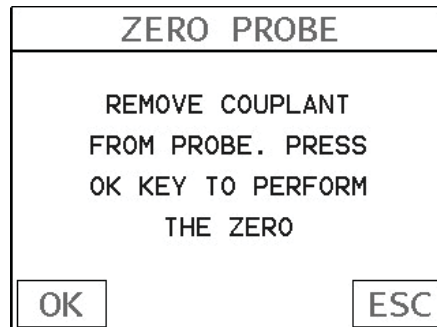 ZERO PROBE
REMOVE COUPLANT
FROM PROBE. PRESS
OK KEY TO PERFORM
THE ZERO
OK
ESC